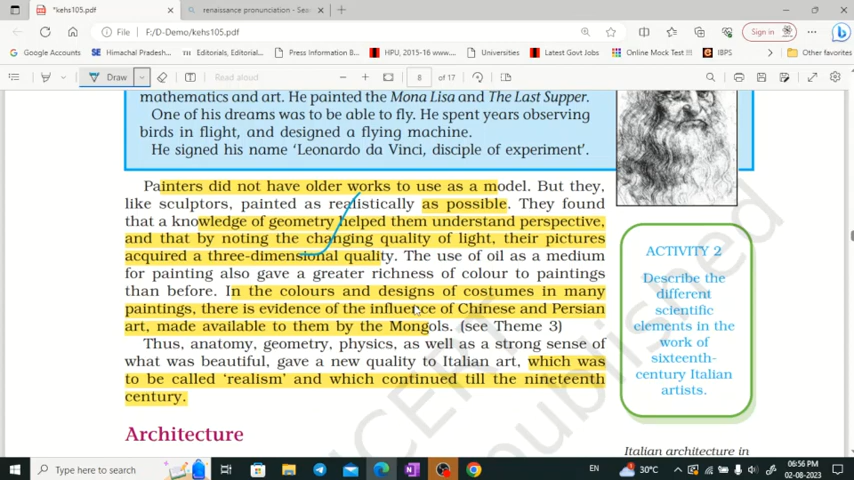 *kehs105.pdf
renaissance pronunciation - Sea
File F:/D-Demo/kehs105.pdf
Sign in
Google Accounts Himachal Pradesh... Editorials, Editorial... Press Information B... HPU, 2015-16 www... Universities Latest Govt Jobs Online Mock Test !!! IBPS Other favorites
Draw Read aloud 8 of 17
mathematics and art. He painted the Mona Lisa and The Last Supper.
One of his dreams was to be able to fly. He spent years observing
birds in flight, and designed a flying machine.
He signed his name ‘Leonardo da Vinci, disciple of experiment’.
Painters did not have older works to use as a model. But they,
like sculptors, painted as realistically as possible. They found
that a knowledge of geometry helped them understand perspective,
and that by noting the changing quality of light, their pictures
acquired a three-dimensional quality. The use of oil as a medium
for painting also gave a greater richness of colour to paintings
than before. In the colours and designs of costumes in many
paintings, there is evidence of the influence of Chinese and Persian
art, made available to them by the Mongols. (see Theme 3)
Thus, anatomy, geometry, physics, as well as a strong sense of
what was beautiful, gave a new quality to Italian art, which was
to be called ‘realism’ and which continued till the nineteenth
century.
Architecture
ACTIVITY 2
Describe the
different
scientific
elements in the
work of
sixteenth-
century Italian
artists.
Italian architecture in
NCERT
republished
Type here to search
EN 30°C 06:56 PM
02-08-2023